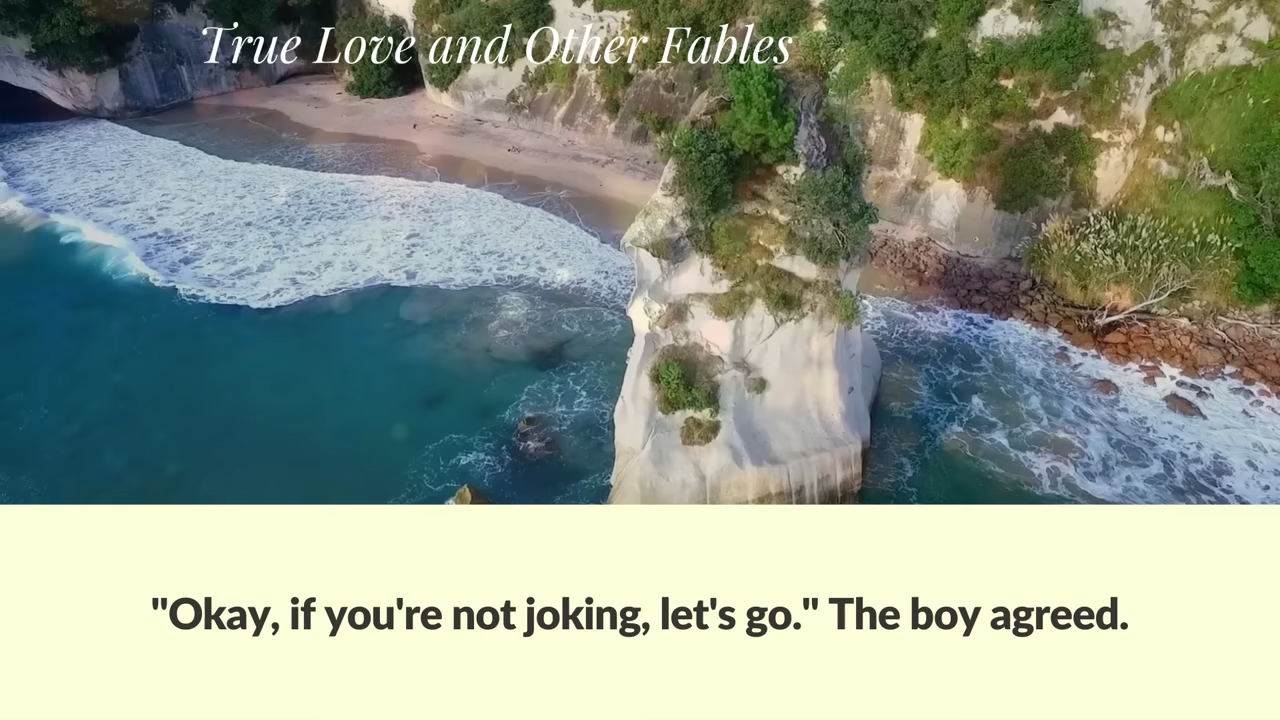 True Love and Other Fables
"Okay, if you're not joking, let's go." The boy agreed.